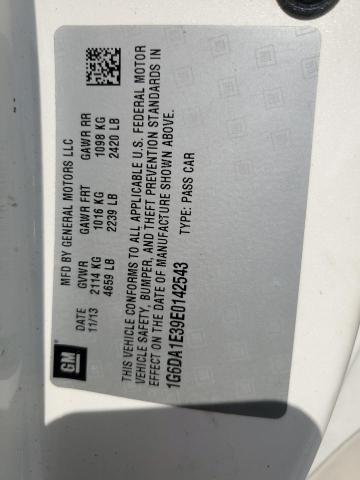 MFD BY GENERAL MOTORS LLC
DATE GVWR GAWR FRT GAWR RR
11/13 2114 KG 1016 KG 1098 KG
4659 LB 2239 LB 2420 LB
THIS VEHICLE CONFORMS TO ALL APPLICABLE U.S. FEDERAL MOTOR
VEHICLE SAFETY, BUMPER, AND THEFT PREVENTION STANDARDS IN
EFFECT ON THE DATE OF MANUFACTURE SHOWN ABOVE.
1G6DA1E39E0142543 TYPE: PASS CAR
GM